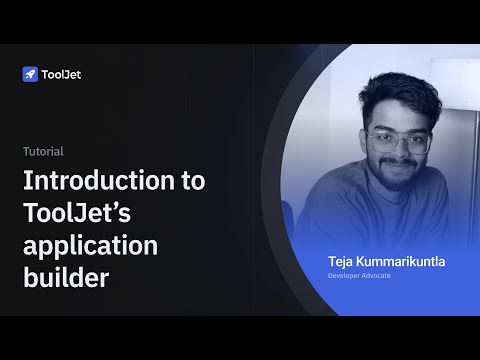 ToolJet
Tutorial
Introduction to
ToolJet's
application
builder
Teja Kummarikuntla
Developer Advocate